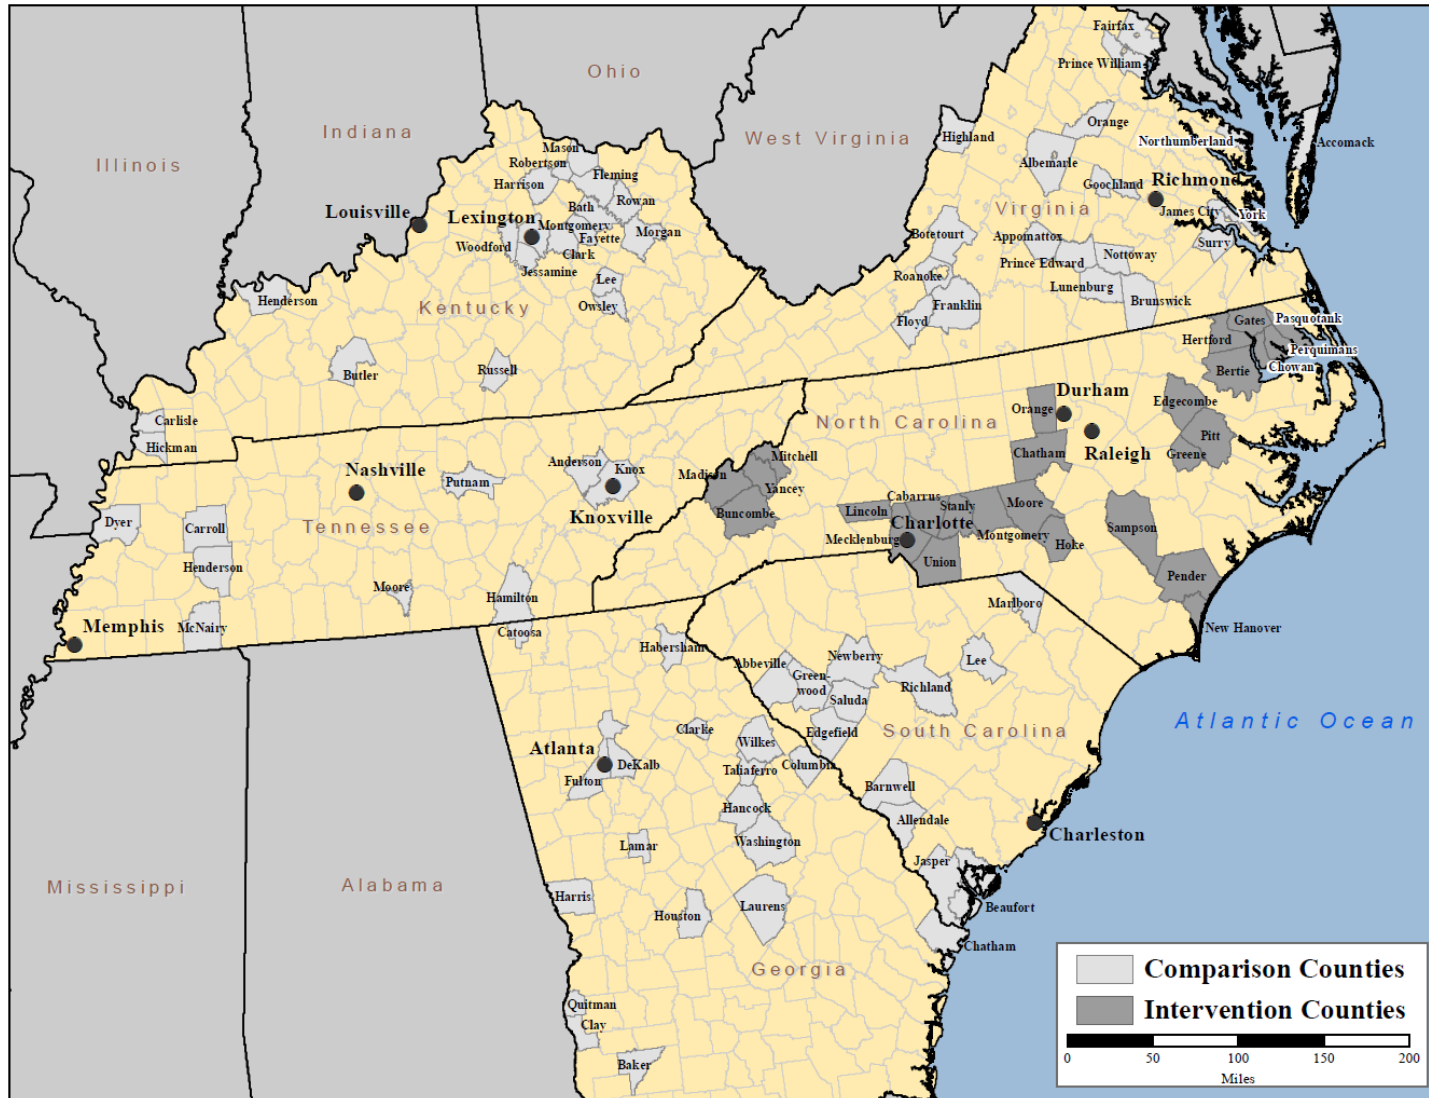 Fairfax
Prince William
Ohio
Indiana
West Virginia
Illinois
Highland
Orange
Northumberland
Accomack
Mason
Robertson
Harrison
Fleming
Albemarle
Goochland
Richmond
Rowan
Bath
Louisville
Lexington
Montgomery
Virginia
James City
York
Woodford
Fayette
Morgan
Clark
Jessamine
Botetourt
Appomattox
Surry
Prince Edward
Nottoway
Roanoke
Lee
Lunenburg
Henderson
Kentucky
Owsley
Franklin
Brunswick
Floyd
Gates
Pasquotank
Hertford
Perquimans
Chowan
Bertie
Butler
Russell
Durham
Edgecombe
Orange
Carlisle
North Carolina
Pitt
Hickman
Chatham
Raleigh
Greene
Mitchell
Nashville
Anderson
Knox
Madison
Putnam
Yancey
Cabarrus
Knoxville
Buncombe
Lincoln
Stanly
Moore
Dyer
Carroll
Tennessee
Charlotte
Sampson
Mecklenburg
Montgomery
Hoke
Union
Henderson
Pender
Moore
Hamilton
Marlboro
Memphis
McNairy
Catoosa
New Hanover
Habersham
Abbeville
Newberry
Lee
Green-
wood
Richland
Saluda
Atlantic Ocean
Clarke
Edgefield
South Carolina
Wilkes
Atlanta
DeKalb
Taliaferro
Columbia
Fulton
Barnwell
Hancock
Allendale
Charleston
Lamar
Washington
Jasper
Mississippi
Alabama
Harris
Houston
Laurens
Beaufort
Chatham
Georgia
Comparison Counties
Quitman
Intervention Counties
Clay
0 50 100 150 200
Baker
Miles